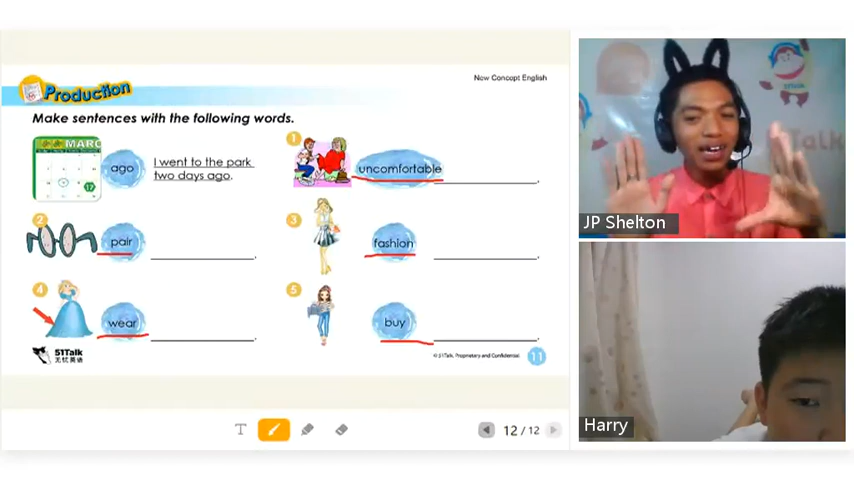 Production
New Concept English
Make sentences with the following words.
MARC
17
ago
I went to the park
two days ago.
1
uncomfortable
2
pair
3
fashion
4
wear
5
buy
51Talk
无忧英语
© 51Talk, Proprietary and Confidential
11
T
12 / 12
51Talk
51Talk
JP Shelton
Harry